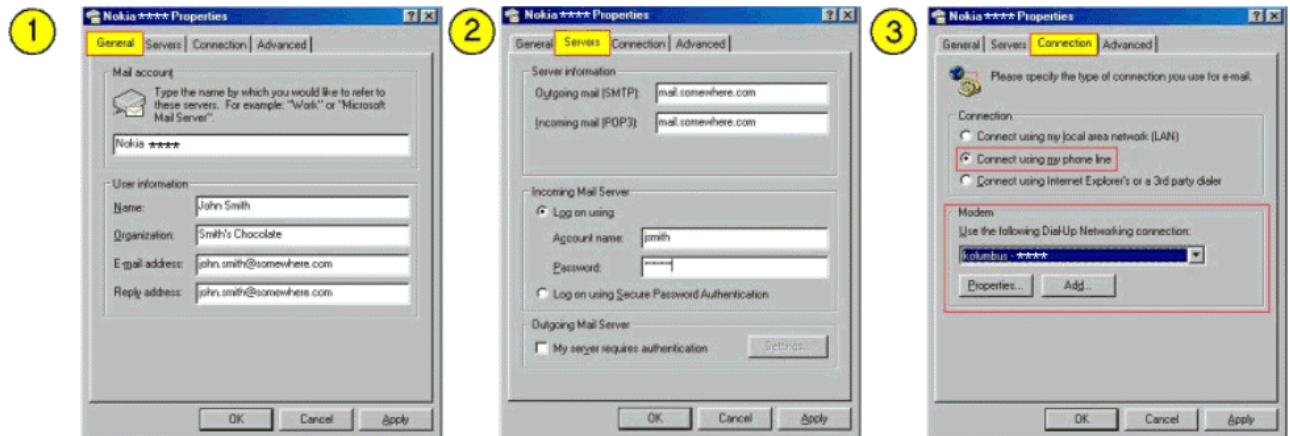 1
Nokia **** Properties
General Servers Connection Advanced
Mail account
Type the name by which you would like to refer to
these servers. For example: "Work" or "Microsoft
Mail Server".
Nokia ****
User information
Name: John Smith
Organization: Smith's Chocolate
E-mail address: john.smith@somewhere.com
Reply address: john.smith@somewhere.com
OK Cancel Apply
2
Nokia **** Properties
General Servers Connection Advanced
Server information
Outgoing mail (SMTP): mail.somewhere.com
Incoming mail (POP3): mail.somewhere.com
Incoming Mail Server
Log on using
Account name: jsmith
Password: ******
Log on using Secure Password Authentication
Outgoing Mail Server
My server requires authentication Settings...
OK Cancel Apply
3
Nokia **** Properties
General Servers Connection Advanced
Please specify the type of connection you use for e-mail.
Connection
Connect using my local area network (LAN)
Connect using my phone line
Connect using Internet Explorer's or a 3rd party dialer
Modem
Use the following Dial-Up Networking connection:
kolumbus - ****
Properties... Add...
OK Cancel Apply